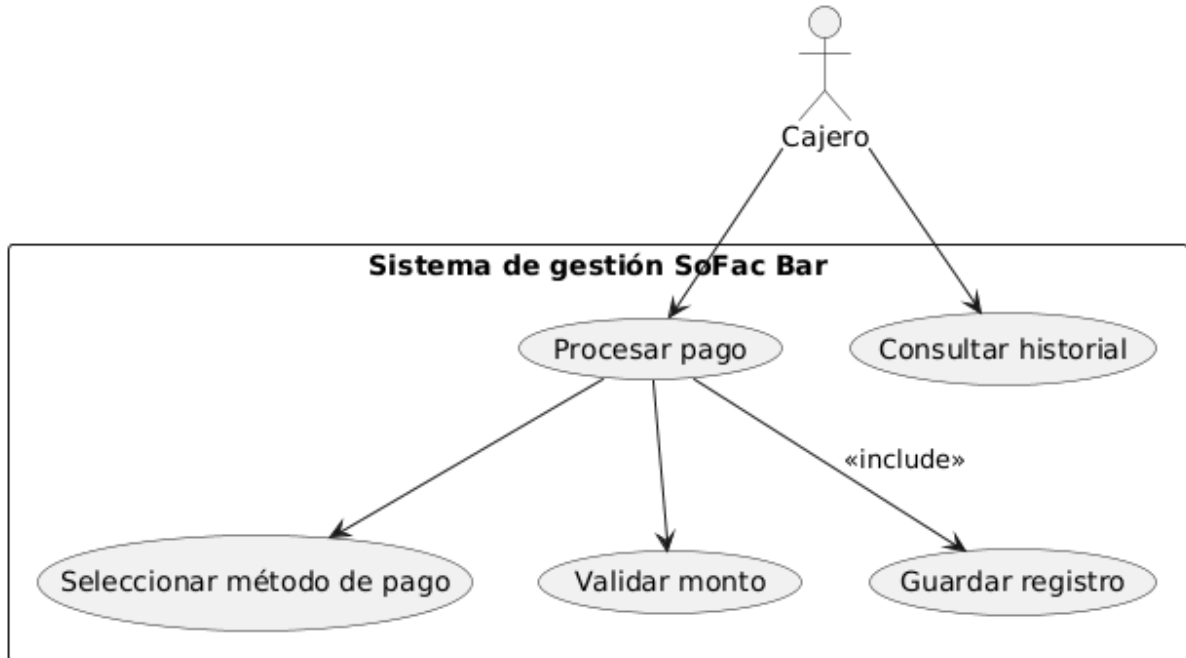 Cajero
Sistema de gestión SoFac Bar
Procesar pago
Consultar historial
«include»
Seleccionar método de pago
Validar monto
Guardar registro